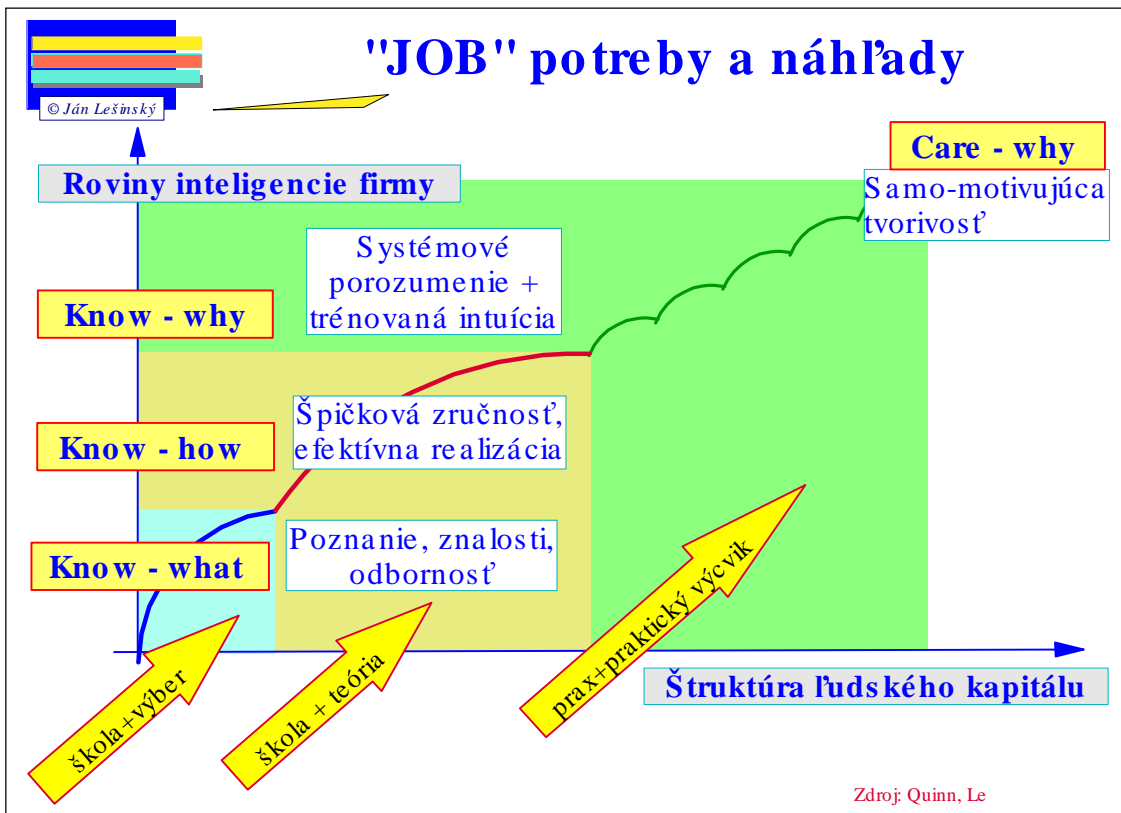 "JOB" potreby a náhľady
© Ján Lešinský
Care - why
Roviny inteligencie firmy
Samo-motivujúca
tvorivosť
Systémové
porozumenie +
trénovaná intuícia
Know - why
Špičková zručnosť,
efektívna realizácia
Know - how
Poznanie, znalosti,
odbornosť
Know - what
škola+výber
škola + teória
prax+praktický výcvik
Štruktúra ľudského kapitálu
Zdroj: Quinn, Le